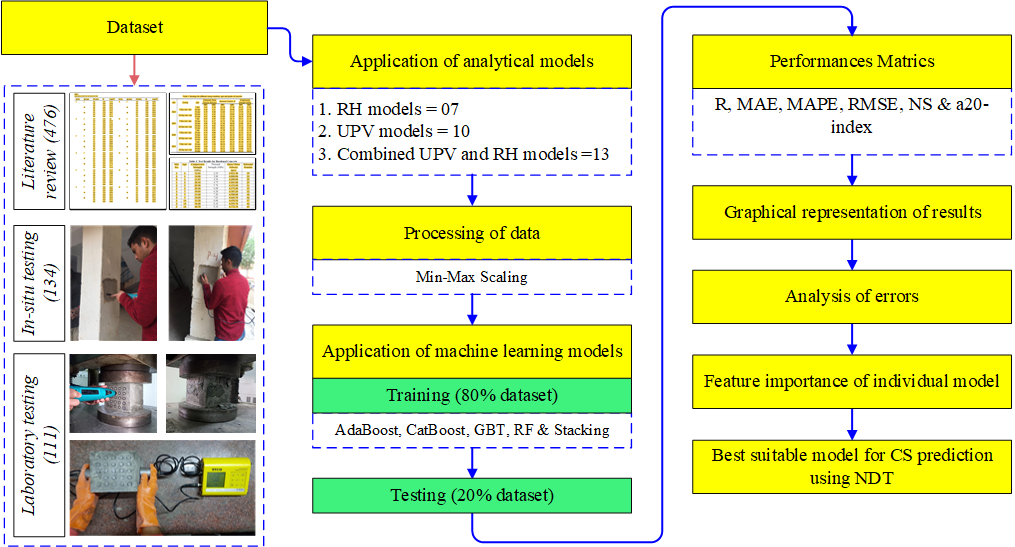 Dataset
Literature
review (476)
In-situ testing
(134)
Laboratory testing
(111)
Application of analytical models
1. RH models = 07
2. UPV models = 10
3. Combined UPV and RH models =13
Processing of data
Min-Max Scaling
Application of machine learning models
Training (80% dataset)
AdaBoost, CatBoost, GBT, RF & Stacking
Testing (20% dataset)
Performances Matrics
R, MAE, MAPE, RMSE, NS & a20-
index
Graphical representation of results
Analysis of errors
Feature importance of individual model
Best suitable model for CS prediction
using NDT